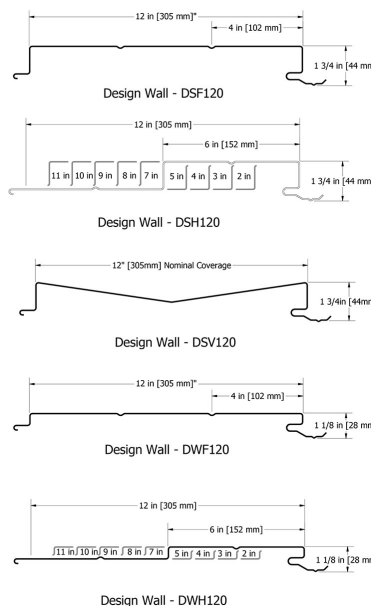 12 in [305 mm]"
4 in [102 mm]
1 3/4 in [44 mm
Design Wall - DSF120
12 in [305 mm]
6 in [152 mm]
11 in 10 in 9 in 8 in 7 in 5 in 4 in 3 in 2 in
1 3/4 in [44 mm
Design Wall - DSH120
12" [305mm] Nominal Coverage
1 3/4in [44mm
Design Wall - DSV120
12 in [305 mm]"
4 in [102 mm]
1 1/8 in [28 mm
Design Wall - DWF120
12 in [305 mm]
6 in [152 mm]
11 in 10 in 9 in 8 in 7 in 5 in 4 in 3 in 2 in
1 1/8 in [28 mm
Design Wall - DWH120